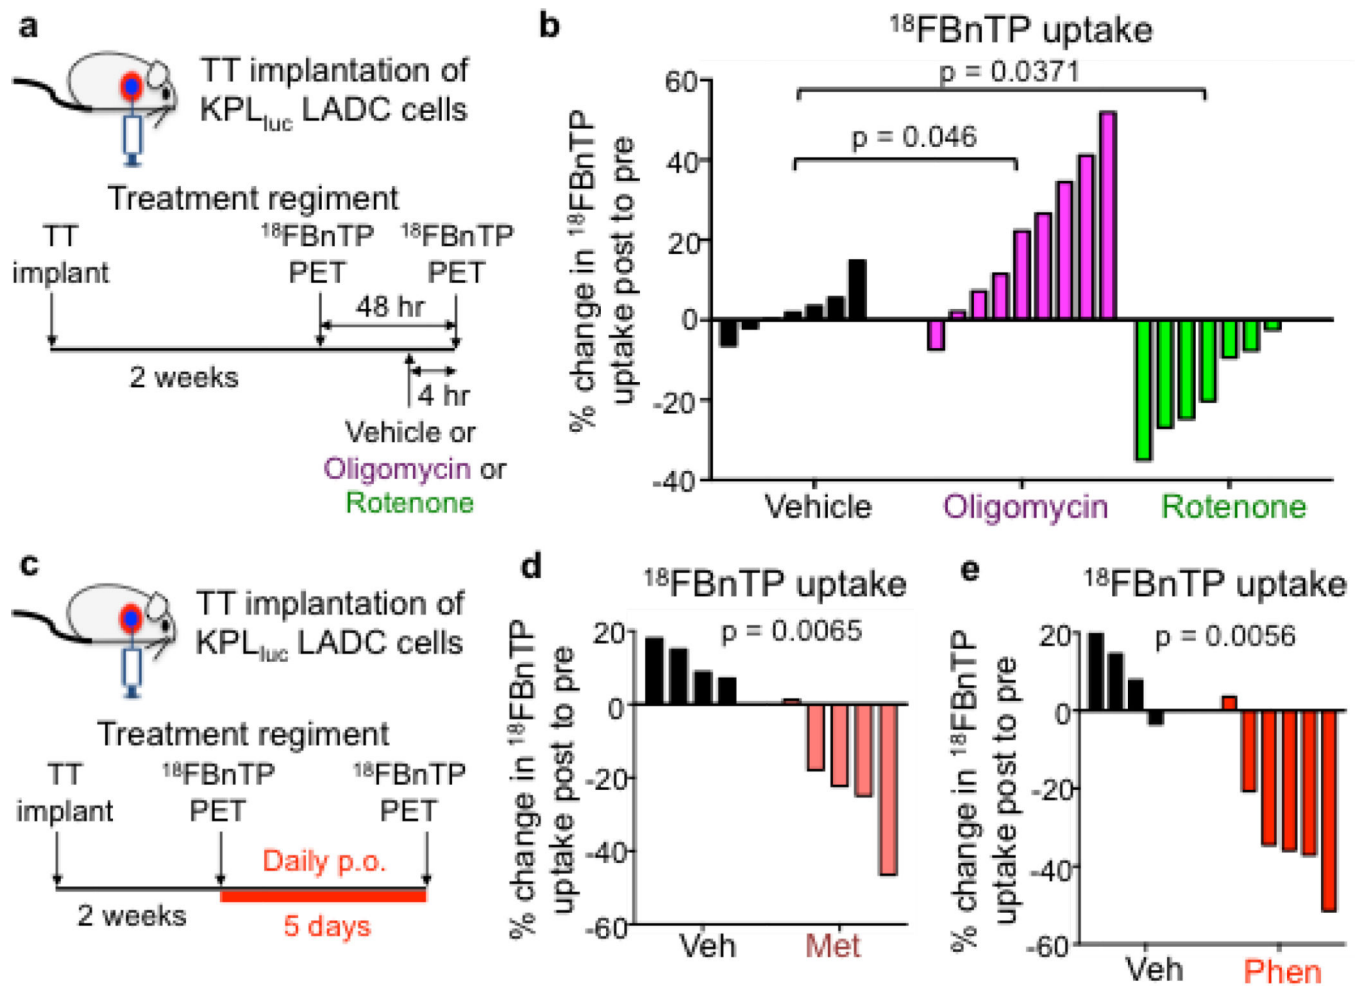 a
TT implantation of
KPLluc LADC cells
Treatment regiment
TT
implant
18FBnTP
PET
18FBnTP
PET
48 hr
2 weeks
4 hr
Vehicle or
Oligomycin or
Rotenone
b
18FBnTP uptake
p = 0.0371
p = 0.046
% change in 18FBnTP
uptake post to pre
60
40
20
0
-20
-40
Vehicle
Oligomycin
Rotenone
c
TT implantation of
KPLluc LADC cells
Treatment regiment
TT
implant
18FBnTP
PET
18FBnTP
PET
Daily p.o.
2 weeks
5 days
d
18FBnTP uptake
p = 0.0065
% change in 18FBnTP
uptake post to pre
20
0
-20
-40
-60
Veh
Met
e
18FBnTP uptake
p = 0.0056
% change in 18FBnTP
uptake post to pre
20
0
-20
-40
-60
Veh
Phen